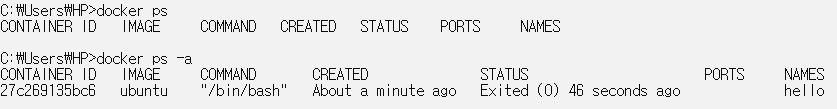 C:₩Users₩HP>docker ps
CONTAINER ID   IMAGE     COMMAND   CREATED   STATUS    PORTS     NAMES
C:₩Users₩HP>docker ps -a
CONTAINER ID   IMAGE     COMMAND       CREATED              STATUS                      PORTS     NAMES
27c269135bc6   ubuntu    "/bin/bash"   About a minute ago   Exited (0) 46 seconds ago             hello